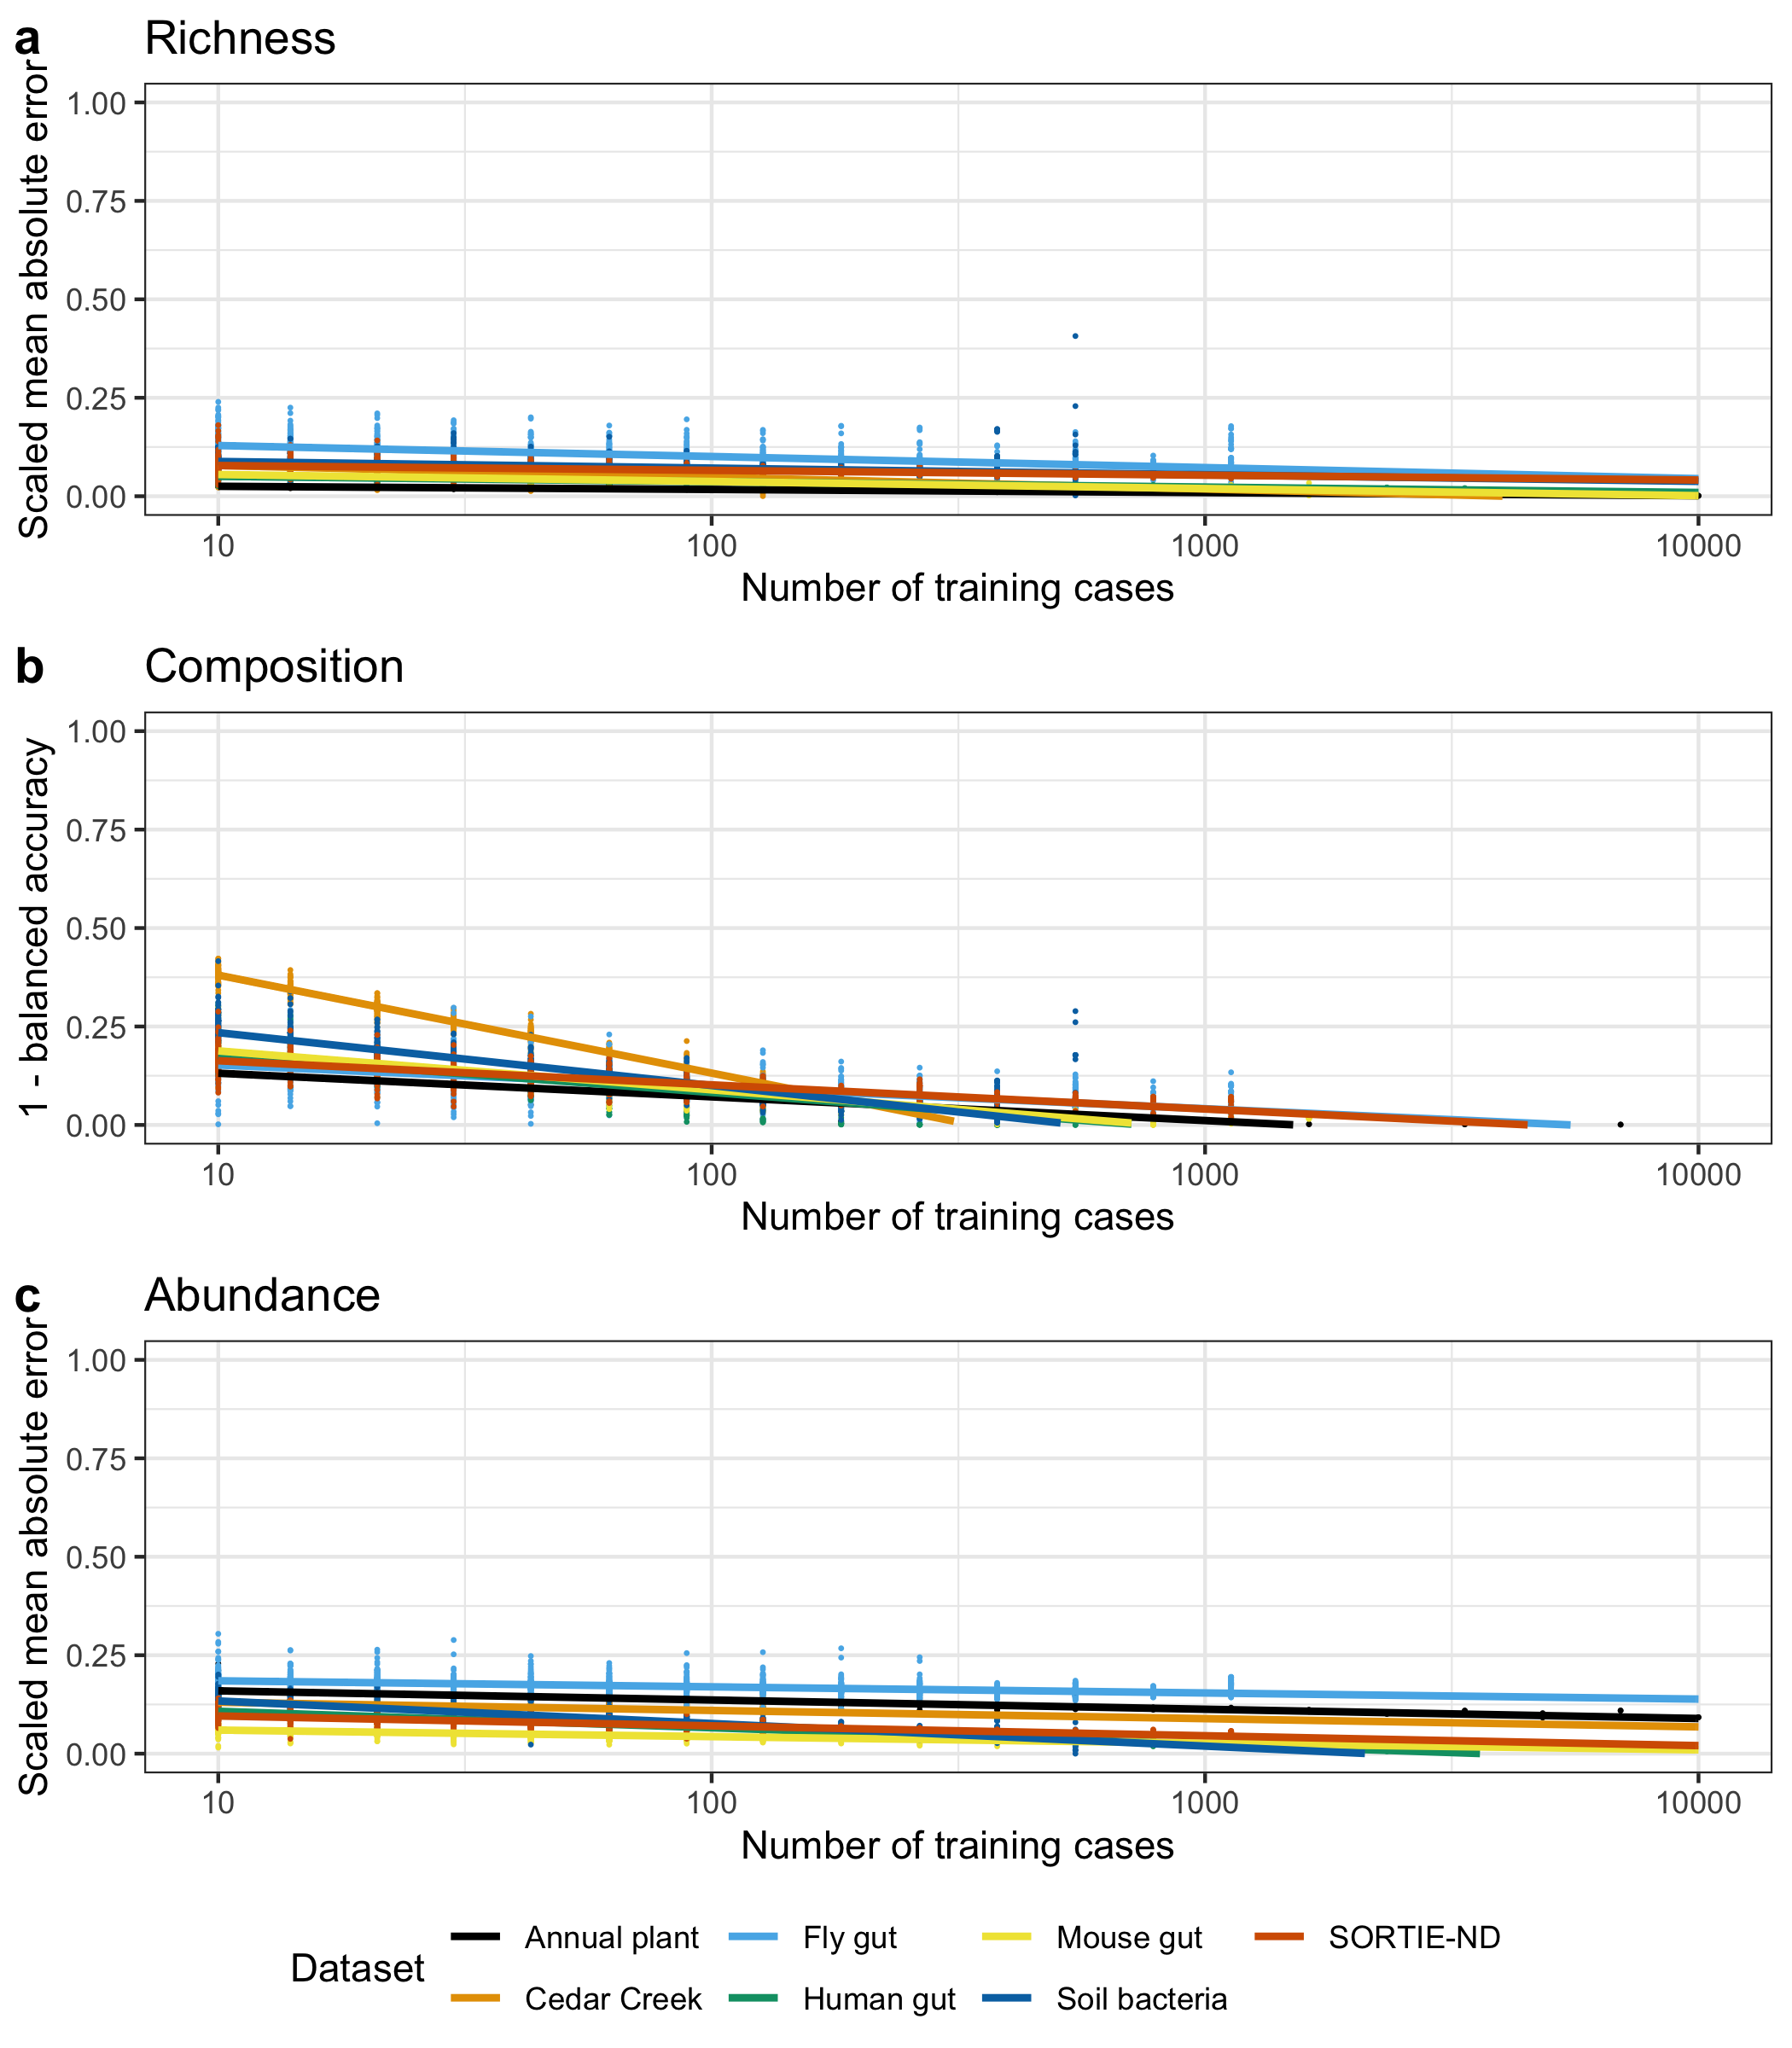 a Richness
Scaled mean absolute error
1.00
0.75
0.50
0.25
0.00
10 100 1000 10000
Number of training cases
b Composition
1 - balanced accuracy
1.00
0.75
0.50
0.25
0.00
10 100 1000 10000
Number of training cases
c Abundance
Scaled mean absolute error
1.00
0.75
0.50
0.25
0.00
10 100 1000 10000
Number of training cases
Dataset
Annual plant Fly gut Mouse gut SORTIE-ND
Cedar Creek Human gut Soil bacteria